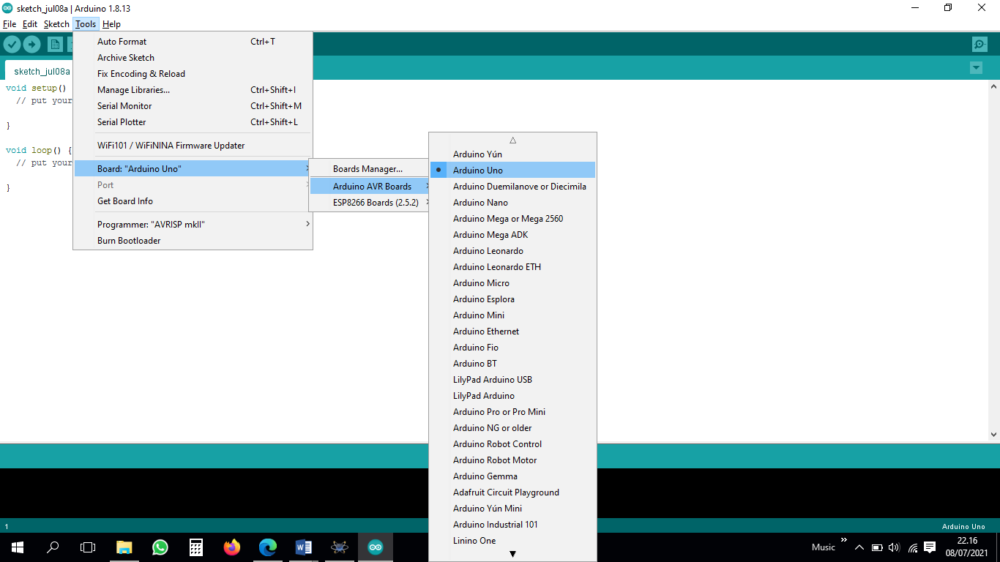 sketch_jul08a | Arduino 1.8.13
File Edit Sketch Tools Help
sketch_jul08a
void setup()
// put your
}
void loop() {
// put your
}
Auto Format Ctrl+T
Archive Sketch
Fix Encoding & Reload
Manage Libraries... Ctrl+Shift+I
Serial Monitor Ctrl+Shift+M
Serial Plotter Ctrl+Shift+L
WiFi101 / WiFiNINA Firmware Updater
Board: "Arduino Uno"
Port
Get Board Info
Programmer: "AVRISP mkII"
Burn Bootloader
Boards Manager...
Arduino AVR Boards
ESP8266 Boards (2.5.2)
Arduino Yún
Arduino Uno
Arduino Duemilanove or Diecimila
Arduino Nano
Arduino Mega or Mega 2560
Arduino Mega ADK
Arduino Leonardo
Arduino Leonardo ETH
Arduino Micro
Arduino Esplora
Arduino Mini
Arduino Ethernet
Arduino Fio
Arduino BT
LilyPad Arduino USB
LilyPad Arduino
Arduino Pro or Pro Mini
Arduino NG or older
Arduino Robot Control
Arduino Robot Motor
Arduino Gemma
Adafruit Circuit Playground
Arduino Yún Mini
Arduino Industrial 101
Linino One
1
Arduino Uno
Music
22.16
08/07/2021